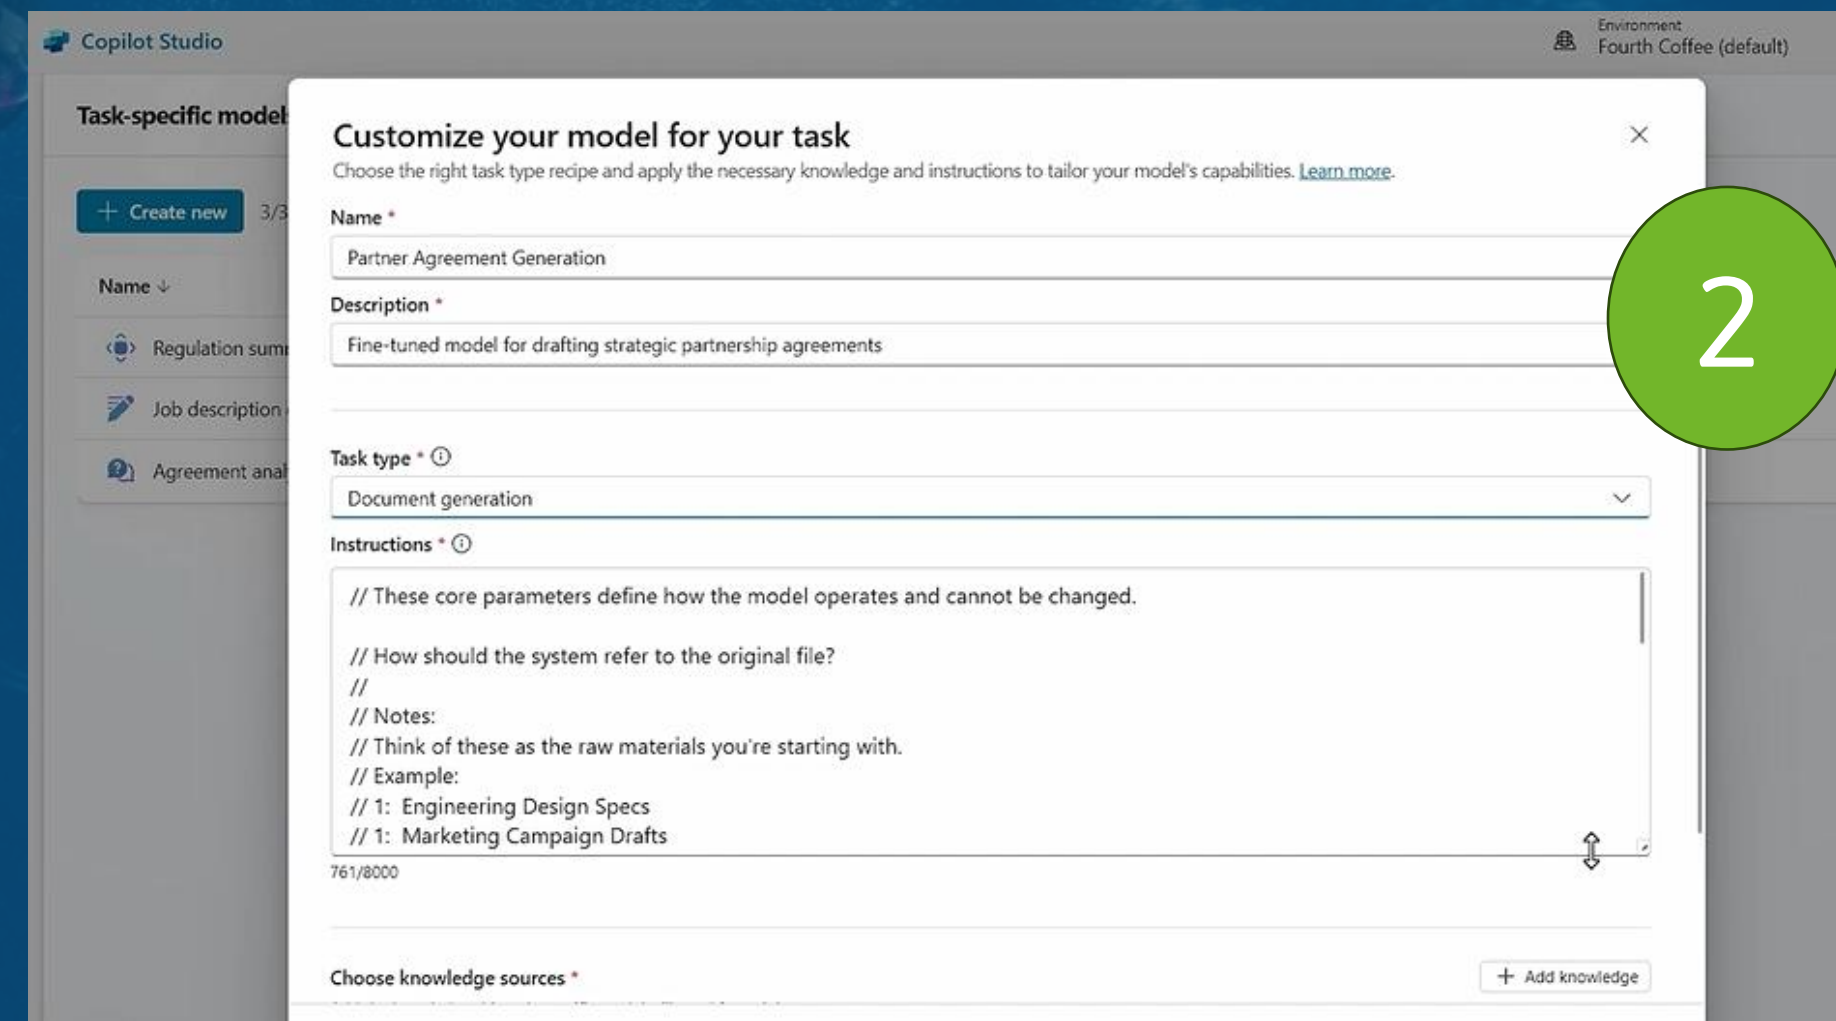 Copilot Studio
Environment
Fourth Coffee (default)
Task-specific model
Customize your model for your task
Choose the right task type recipe and apply the necessary knowledge and instructions to tailor your model's capabilities. Learn more.
+ Create new
3/3
Name *
Partner Agreement Generation
2
Name ↓
Description *
Regulation sum
Fine-tuned model for drafting strategic partnership agreements
Job description
Task type *
Agreement anal
Document generation
Instructions *
// These core parameters define how the model operates and cannot be changed.
// How should the system refer to the original file?
//
// Notes:
// Think of these as the raw materials you're starting with.
// Example:
// 1: Engineering Design Specs
// 1: Marketing Campaign Drafts
761/8000
Choose knowledge sources *
+ Add knowledge